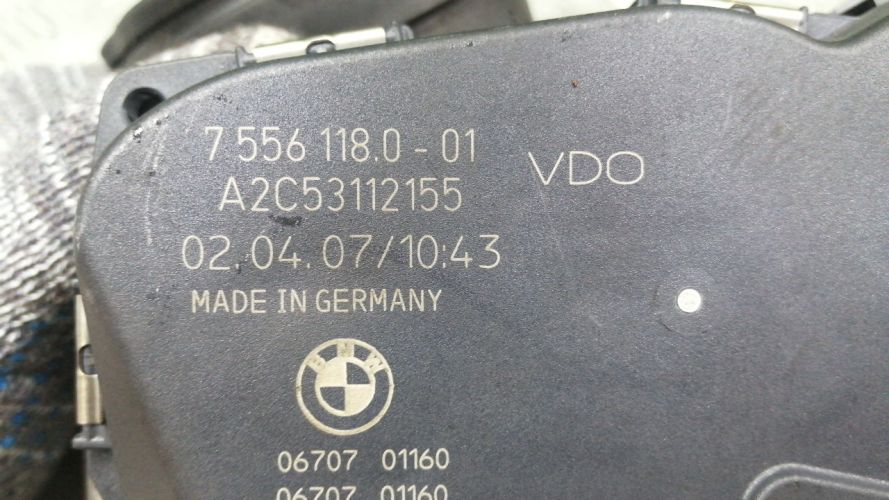 7 556 118.0 - 01
VDO
A2C53112155
02.04.07/10:43
MADE IN GERMANY
BMW
06707 01160
06707 01160